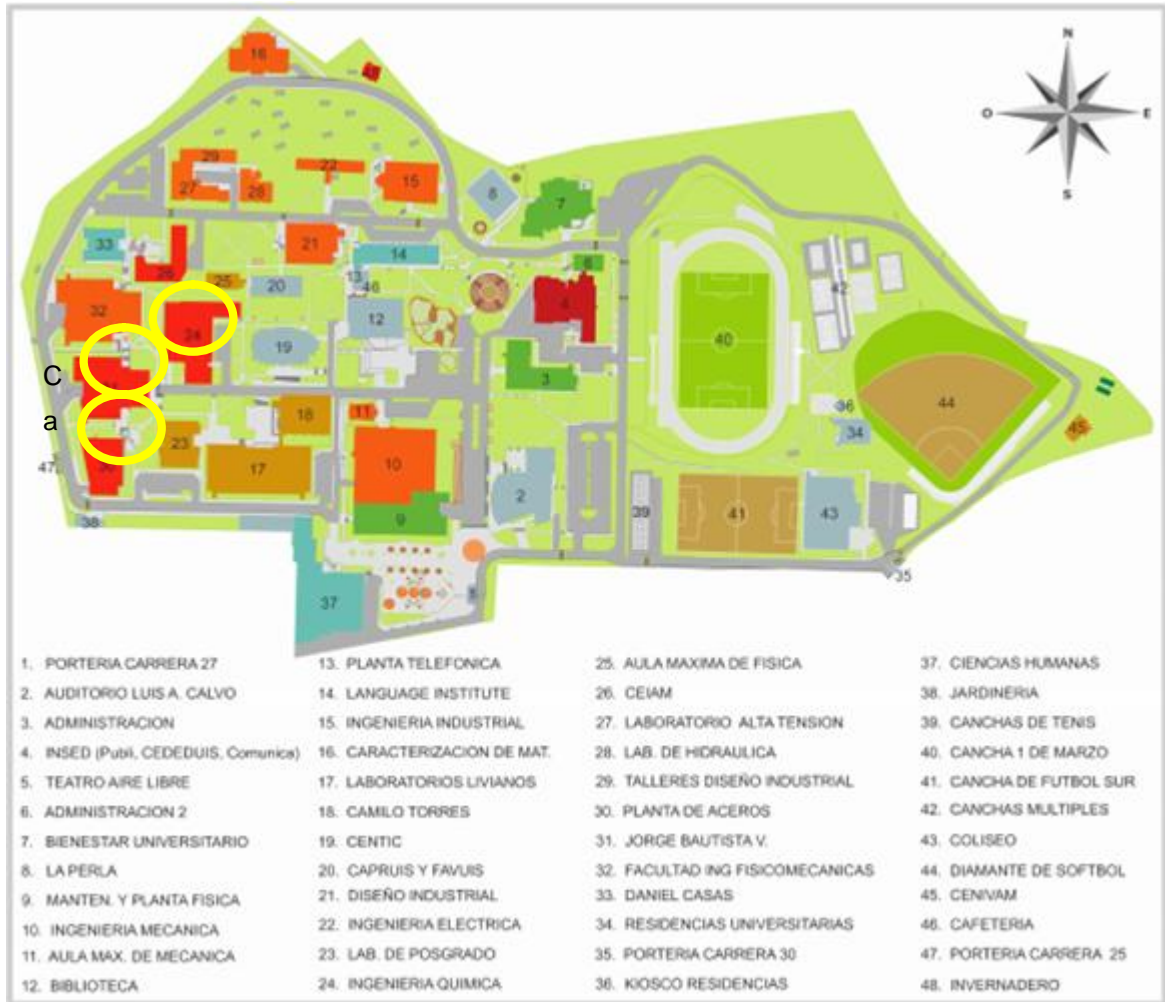 N
O
E
S
16
29
22
27
28
15
8
7
33
21
14
26
25
20
13
46
6
42
32
24
12
4
19
40
C
3
36
44
a
18
11
34
45
23
47
17
10
2
39
41
43
38
9
35
37
1. PORTERIA CARRERA 27
2. AUDITORIO LUIS A. CALVO
3. ADMINISTRACION
4. INSED (Publi, CEDEDUIS, Comunica)
5. TEATRO AIRE LIBRE
6. ADMINISTRACION 2
7. BIENESTAR UNIVERSITARIO
8. LA PERLA
9. MANTEN. Y PLANTA FISICA
10. INGENIERIA MECANICA
11. AULA MAX. DE MECANICA
12. BIBLIOTECA
13. PLANTA TELEFONICA
14. LANGUAGE INSTITUTE
15. INGENIERIA INDUSTRIAL
16. CARACTERIZACION DE MAT.
17. LABORATORIOS LIVIANOS
18. CAMILO TORRES
19. CENTIC
20. CAPRUIS Y FAVUIS
21. DISEÑO INDUSTRIAL
22. INGENIERIA ELECTRICA
23. LAB. DE POSGRADO
24. INGENIERIA QUIMICA
25. AULA MAXIMA DE FISICA
26. CEIAM
27. LABORATORIO ALTA TENSION
28. LAB. DE HIDRAULICA
29. TALLERES DISEÑO INDUSTRIAL
30. PLANTA DE ACEROS
31. JORGE BAUTISTA V.
32. FACULTAD ING FISICOMECANICAS
33. DANIEL CASAS
34. RESIDENCIAS UNIVERSITARIAS
35. PORTERIA CARRERA 30
36. KIOSCO RESIDENCIAS
37. CIENCIAS HUMANAS
38. JARDINERIA
39. CANCHAS DE TENIS
40. CANCHA 1 DE MARZO
41. CANCHA DE FUTBOL SUR
42. CANCHAS MULTIPLES
43. COLISEO
44. DIAMANTE DE SOFTBOL
45. CENIVAM
46. CAFETERIA
47. PORTERIA CARRERA 25
48. INVERNADERO